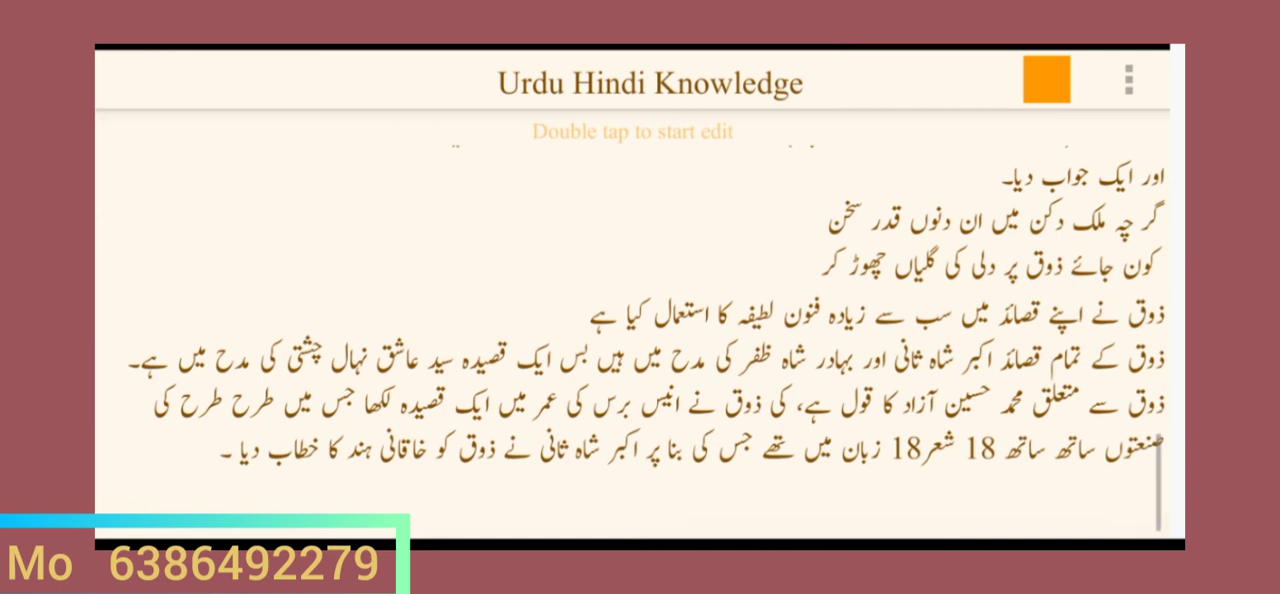 Urdu Hindi Knowledge
Double tap to start edit
اور ایک جواب دیا۔
گر چہ ملک دکن میں ان دنوں قدر سخن
کون جائے ذوق پر دلی کی گلیاں چھوڑ کر
ذوق نے اپنے قصائد میں سب سے زیادہ فنون لطیفہ کا استعمال کیا ہے
ذوق کے تمام قصائد اکبر شاہ ثانی اور بہادر شاہ ظفر کی مدح میں ہیں بس ایک قصیدہ سید عاشق نہال چشتی کی مدح میں ہے۔
ذوق سے متعلق محمد حسین آزاد کا قول ہے، کی ذوق نے انیس برس کی عمر میں ایک قصیدہ لکھا جس میں طرح طرح کی
صنعتوں ساتھ ساتھ 18 شعر18 زبان میں تھے جس کی بنا پر اکبر شاہ ثانی نے ذوق کو خاقانی ہند کا خطاب دیا ۔
Mo 6386492279